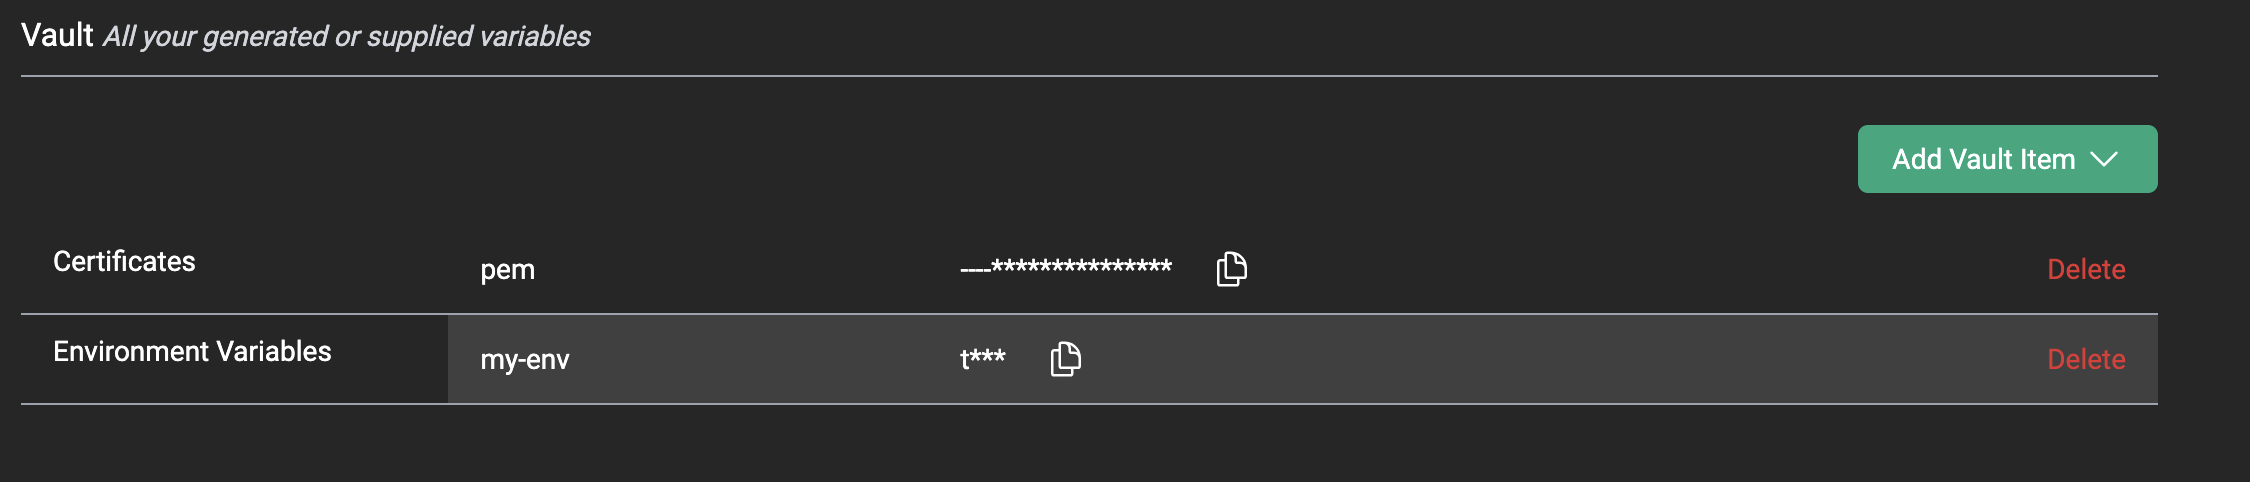 Vault All your generated or supplied variables
Add Vault Item
Certificates pem ----*************** Delete
Environment Variables my-env t*** Delete